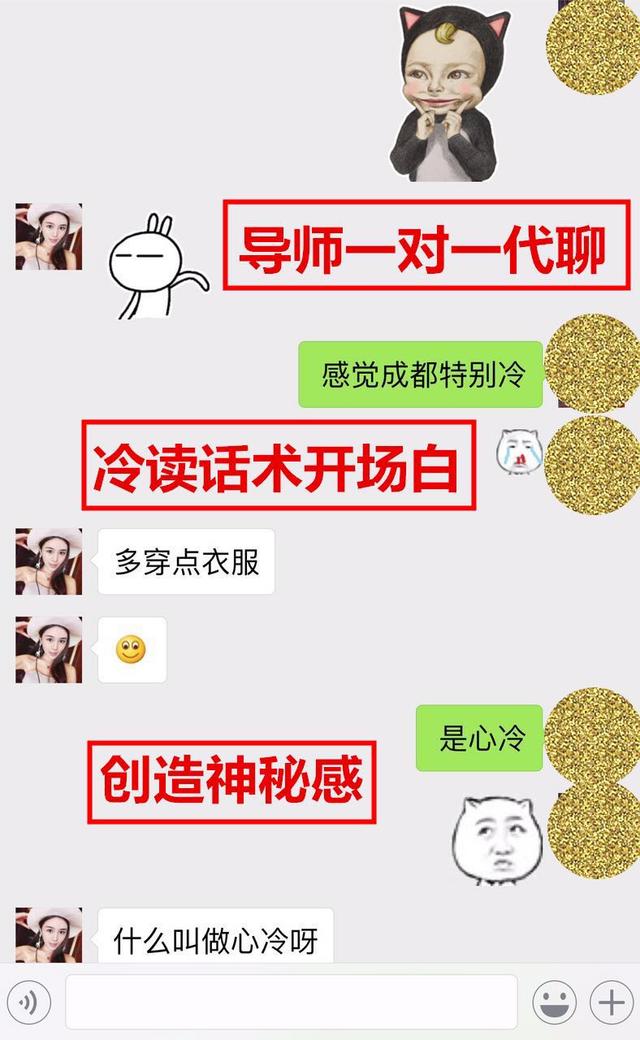 导师一对一代聊
感觉成都特别冷
冷读话术开场白
多穿点衣服
是心冷
创造神秘感
什么叫做心冷呀